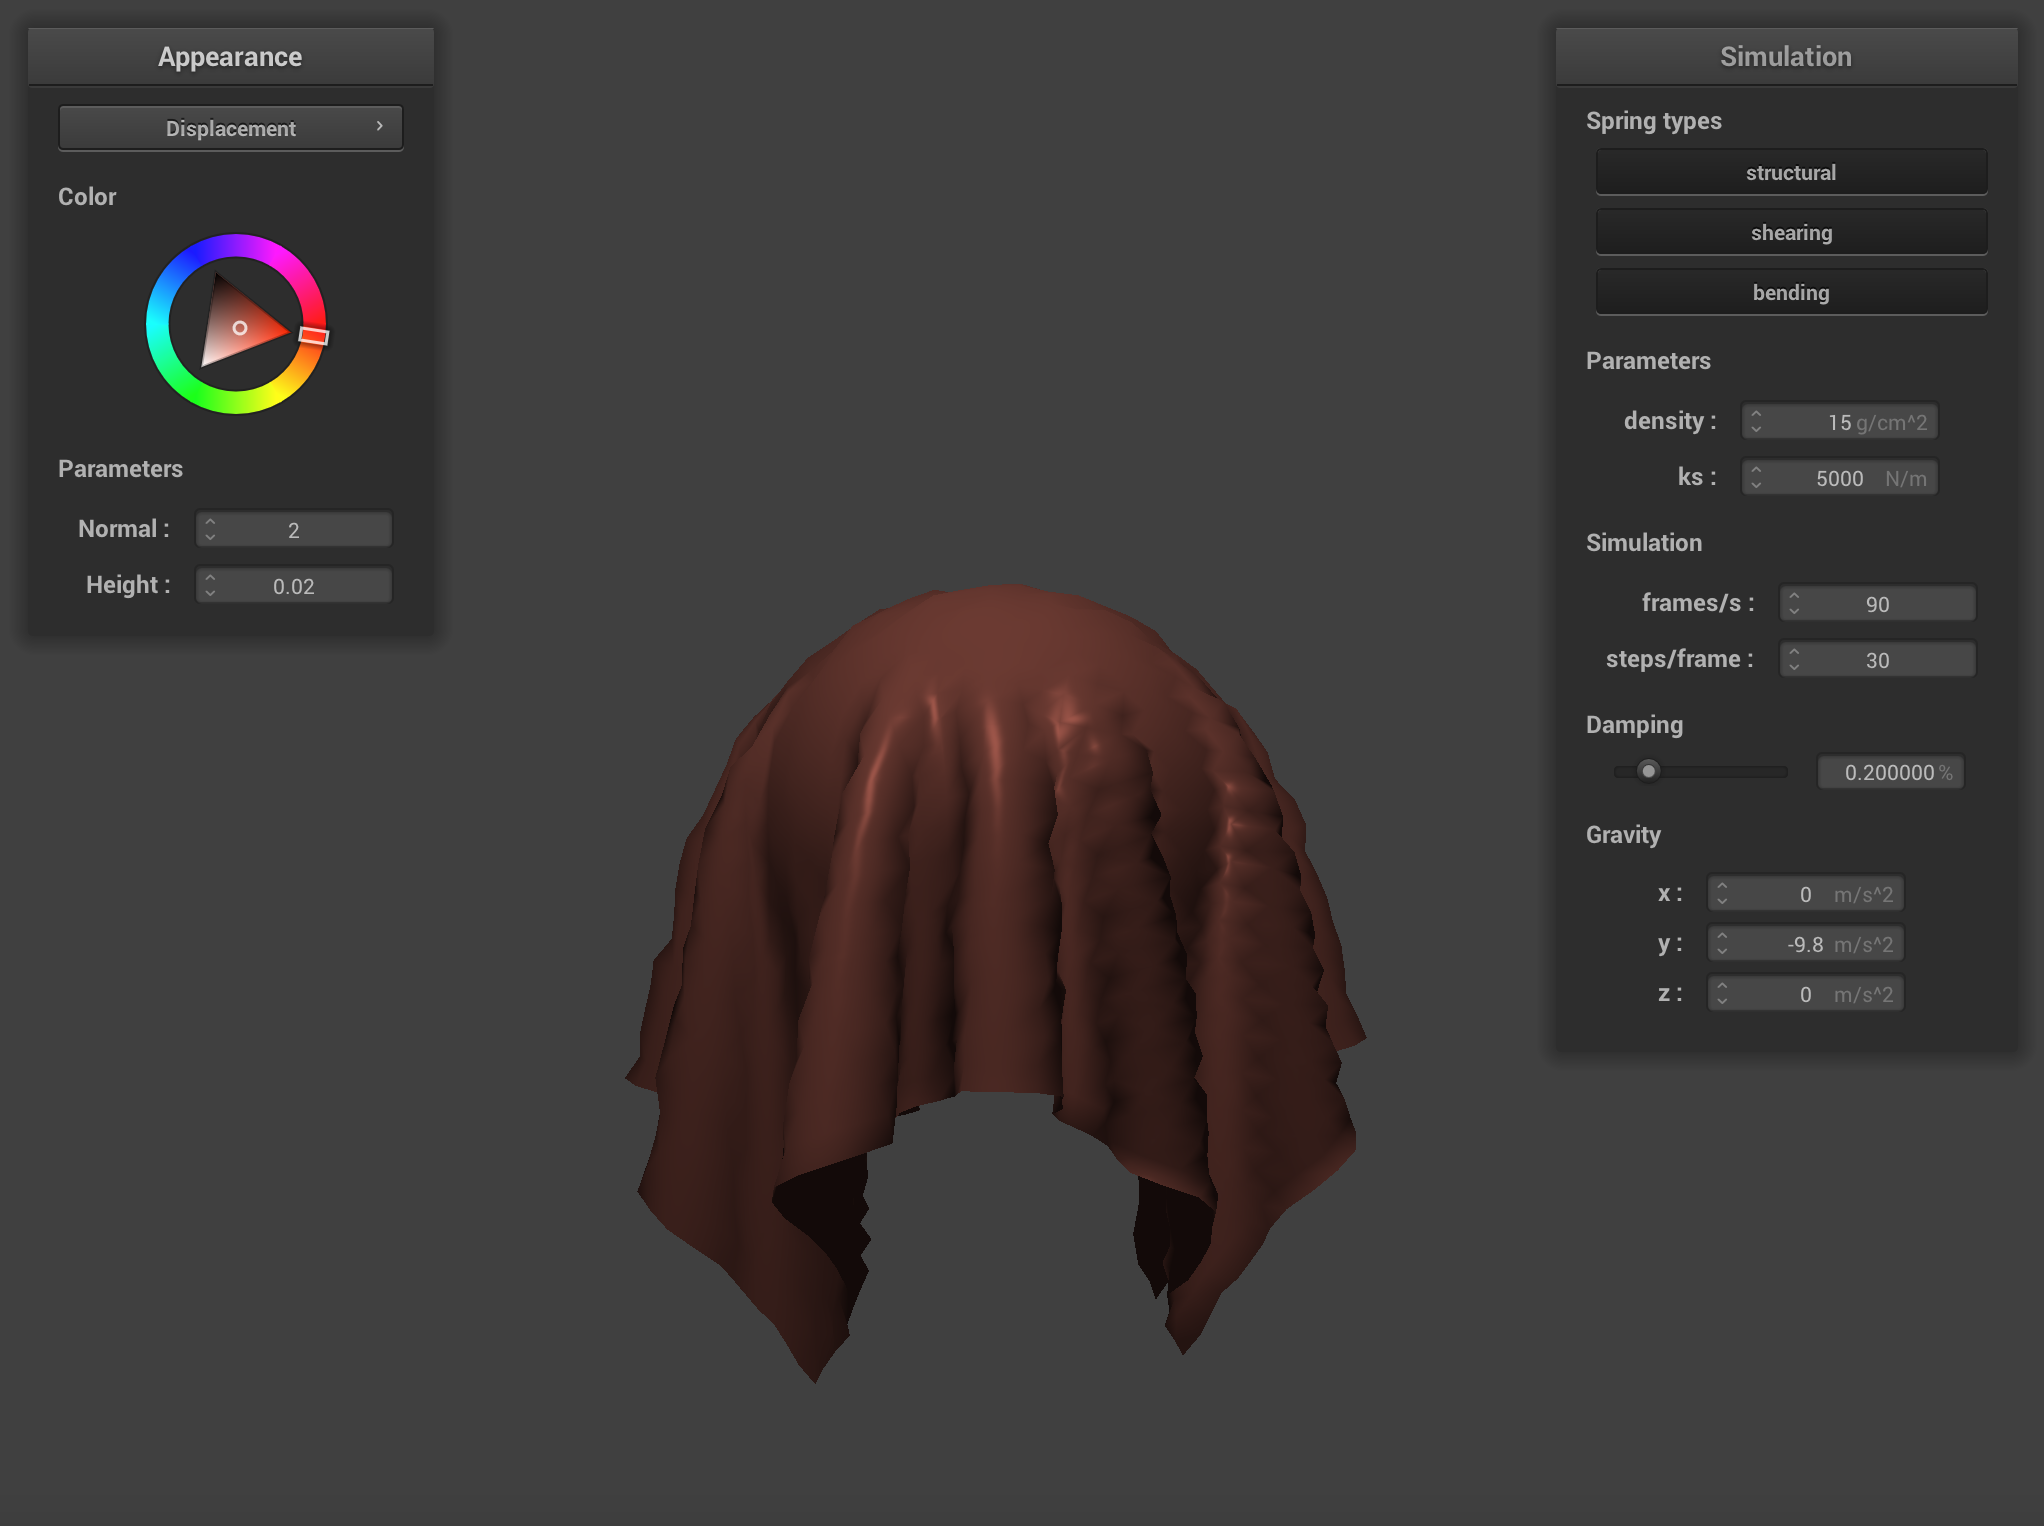 Appearance
Displacement
Color
Parameters
Normal : 2
Height : 0.02
Simulation
Spring types
structural
shearing
bending
Parameters
density : 15 g/cm^2
ks : 5000 N/m
Simulation
frames/s : 90
steps/frame : 30
Damping
0.200000 %
Gravity
x : 0 m/s^2
y : -9.8 m/s^2
z : 0 m/s^2